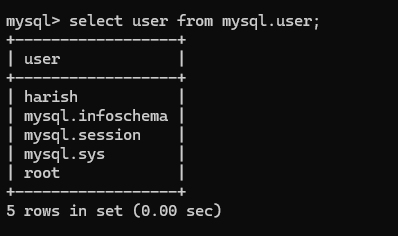 mysql> select user from mysql.user;
+------------------+
| user             |
+------------------+
| harish           |
| mysql.infoschema |
| mysql.session    |
| mysql.sys        |
| root             |
+------------------+
5 rows in set (0.00 sec)